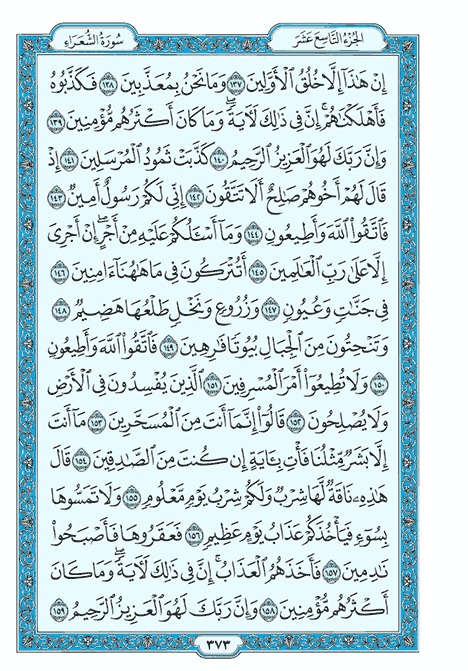 سُورَةُ الشُّعَرَاءِ الجُزْءُ التَّاسِعَ عَشَرَ
إِنْ هَٰذَآ إِلَّا خُلُقُ ٱلْأَوَّلِينَ ١٣٧ وَمَا نَحْنُ بِمُعَذَّبِينَ ١٣٨ فَكَذَّبُوهُ
فَأَهْلَكْنَٰهُمْ ۗ إِنَّ فِى ذَٰلِكَ لَءَايَةً ۖ وَمَا كَانَ أَكْثَرُهُم مُّؤْمِنِينَ ١٣٩
وَإِنَّ رَبَّكَ لَهُوَ ٱلْعَزِيزُ ٱلرَّحِيمُ ١٤٠ كَذَّبَتْ ثَمُودُ ٱلْمُرْسَلِينَ ١٤١ إِذْ
قَالَ لَهُمْ أَخُوهُمْ صَٰلِحٌ أَلَا تَتَّقُونَ ١٤٢ إِنِّى لَكُمْ رَسُولٌ أَمِينٌ ١٤٣
فَٱتَّقُوا۟ ٱللَّهَ وَأَطِيعُونِ ١٤٤ وَمَآ أَسْـَٔلُكُمْ عَلَيْهِ مِنْ أَجْرٍ ۖ إِنْ أَجْرِىَ
إِلَّا عَلَىٰ رَبِّ ٱلْعَٰلَمِينَ ١٤٥ أَتُتْرَكُونَ فِى مَا هَٰهُنَآ ءَامِنِينَ ١٤٦
فِى جَنَّٰتٍ وَعُيُونٍ ١٤٧ وَزُرُوعٍ وَنَخْلٍ طَلْعُهَا هَضِيمٌ ١٤٨
وَتَنْحِتُونَ مِنَ ٱلْجِبَالِ بُيُوتًا فَٰرِهِينَ ١٤٩ فَٱتَّقُوا۟ ٱللَّهَ وَأَطِيعُونِ
١٥٠ وَلَا تُطِيعُوٓا۟ أَمْرَ ٱلْمُسْرِفِينَ ١٥١ ٱلَّذِينَ يُفْسِدُونَ فِى ٱلْأَرْضِ
وَلَا يُصْلِحُونَ ١٥٢ قَالُوٓا۟ إِنَّمَآ أَنتَ مِنَ ٱلْمُسَحَّرِينَ ١٥٣ مَآ أَنتَ
إِلَّا بَشَرٌ مِّثْلُنَا فَأْتِ بِـَٔايَةٍ إِن كُنتَ مِنَ ٱلصَّٰدِقِينَ ١٥٤ قَالَ
هَٰذِهِۦ نَاقَةٌ لَّهَا شِرْبٌ وَلَكُمْ شِرْبُ يَوْمٍ مَّعْلُومٍ ١٥٥ وَلَا تَمَسُّوهَا
بِسُوٓءٍ فَيَأْخُذَكُمْ عَذَابُ يَوْمٍ عَظِيمٍ ١٥٦ فَعَقَرُوهَا فَأَصْبَحُوا۟
نَٰدِمِينَ ١٥٧ فَأَخَذَهُمُ ٱلْعَذَابُ ۗ إِنَّ فِى ذَٰلِكَ لَءَايَةً ۖ وَمَا كَانَ
أَكْثَرُهُم مُّؤْمِنِينَ ١٥٨ وَإِنَّ رَبَّكَ لَهُوَ ٱلْعَزِيزُ ٱلرَّحِيمُ ١٥٩
٣٧٣